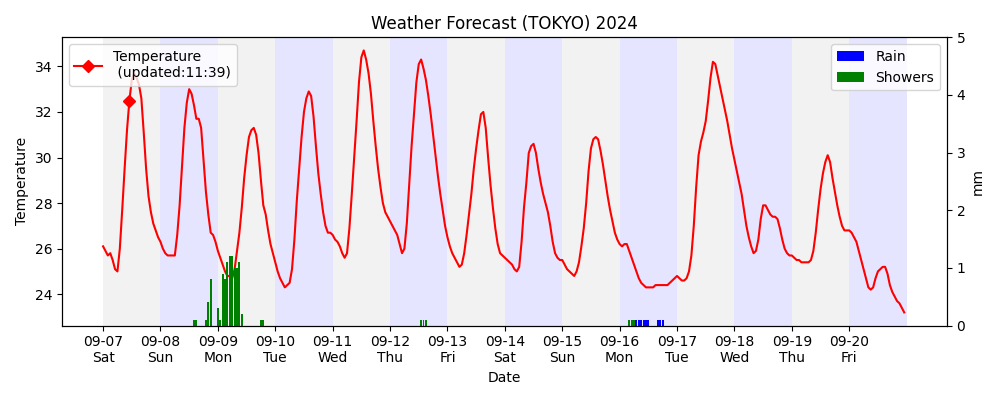 Weather Forecast (TOKYO) 2024
Temperature
(updated:11:39)
Rain
Showers
34
32
30
28
26
24
Temperature
5
4
3
2
1
0
mm
09-07 09-08 09-09 09-10 09-11 09-12 09-13 09-14 09-15 09-16 09-17 09-18 09-19 09-20
Sat Sun Mon Tue Wed Thu Fri Sat Sun Mon Tue Wed Thu Fri
Date